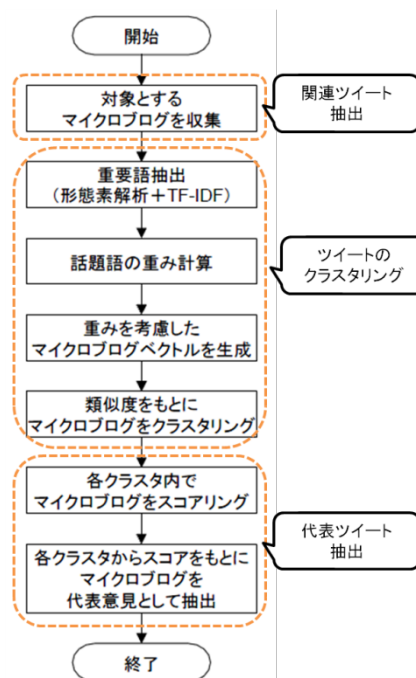 開始
対象とする
マイクロブログを収集
関連ツイート
抽出
重要語抽出
（形態素解析＋TF-IDF）
話題語の重み計算
ツイートの
クラスタリング
重みを考慮した
マイクロブログベクトルを生成
類似度をもとに
マイクロブログをクラスタリング
各クラスタ内で
マイクロブログをスコアリング
代表ツイート
抽出
各クラスタからスコアをもとに
マイクロブログを
代表意見として抽出
終了